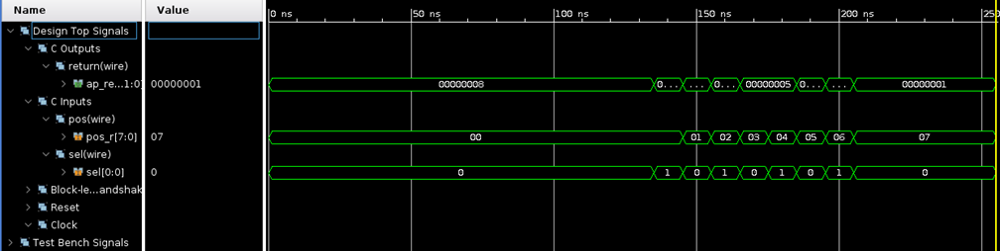 Name Value 0 ns 50 ns 100 ns 150 ns 200 ns 250
Design Top Signals
C Outputs
return(wire)
ap_re...1:0] 00000001 00000008 0... ... 0... 00000005 0... ... 00000001
C Inputs
pos(wire)
pos_r[7:0] 07 00 01 02 03 04 05 06 07
sel(wire)
sel[0:0] 0 0 1 0 1 0 1 0 1 0
Block-le...andshak
Reset
Clock
Test Bench Signals